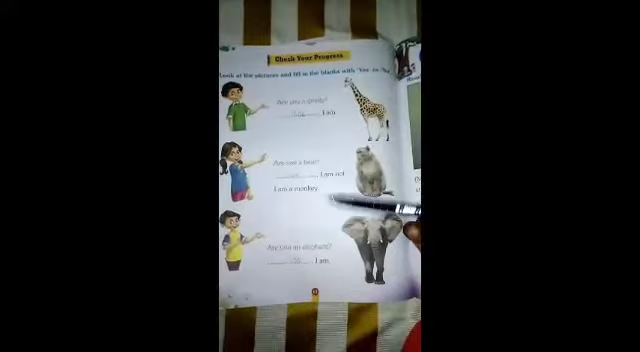 Check Your Progress
Look at the pictures and fill in the blanks with 'Yes' or 'No'
Are you a giraffe?
Yes I am
Are you a bear?
I am not
I am a monkey
Are you an elephant?
I am